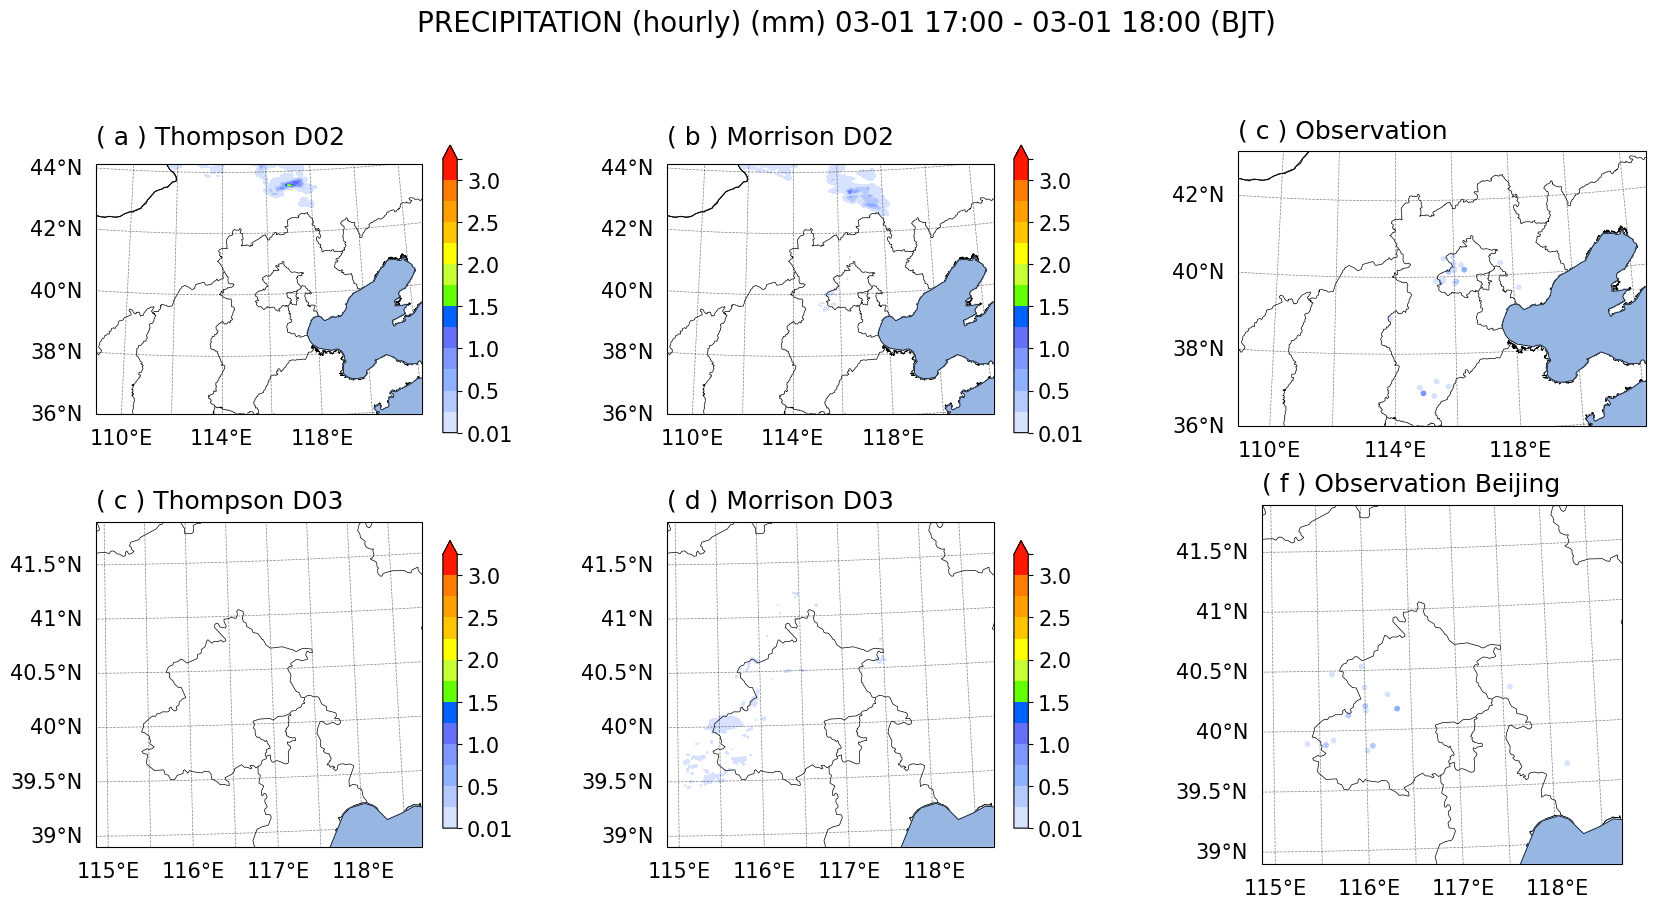 PRECIPITATION (hourly) (mm) 03-01 17:00 - 03-01 18:00 (BJT)
( a ) Thompson D02
44°N
42°N
40°N
38°N
36°N
110°E 114°E 118°E
3.0
2.5
2.0
1.5
1.0
0.5
0.01
( b ) Morrison D02
44°N
42°N
40°N
38°N
36°N
110°E 114°E 118°E
3.0
2.5
2.0
1.5
1.0
0.5
0.01
( c ) Observation
42°N
40°N
38°N
36°N
110°E 114°E 118°E
( c ) Thompson D03
41.5°N
41°N
40.5°N
40°N
39.5°N
39°N
115°E 116°E 117°E 118°E
3.0
2.5
2.0
1.5
1.0
0.5
0.01
( d ) Morrison D03
41.5°N
41°N
40.5°N
40°N
39.5°N
39°N
115°E 116°E 117°E 118°E
3.0
2.5
2.0
1.5
1.0
0.5
0.01
( f ) Observation Beijing
41.5°N
41°N
40.5°N
40°N
39.5°N
39°N
115°E 116°E 117°E 118°E